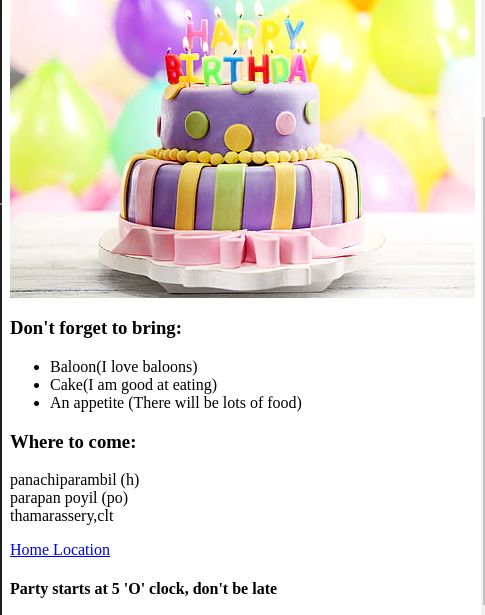 HAPPY
BIRTHDAY
Don't forget to bring:
Baloon(I love baloons)
Cake(I am good at eating)
An appetite (There will be lots of food)
Where to come:
panachiparambil (h)
parapan poyil (po)
thamarassery,clt
Home Location
Party starts at 5 'O' clock, don't be late